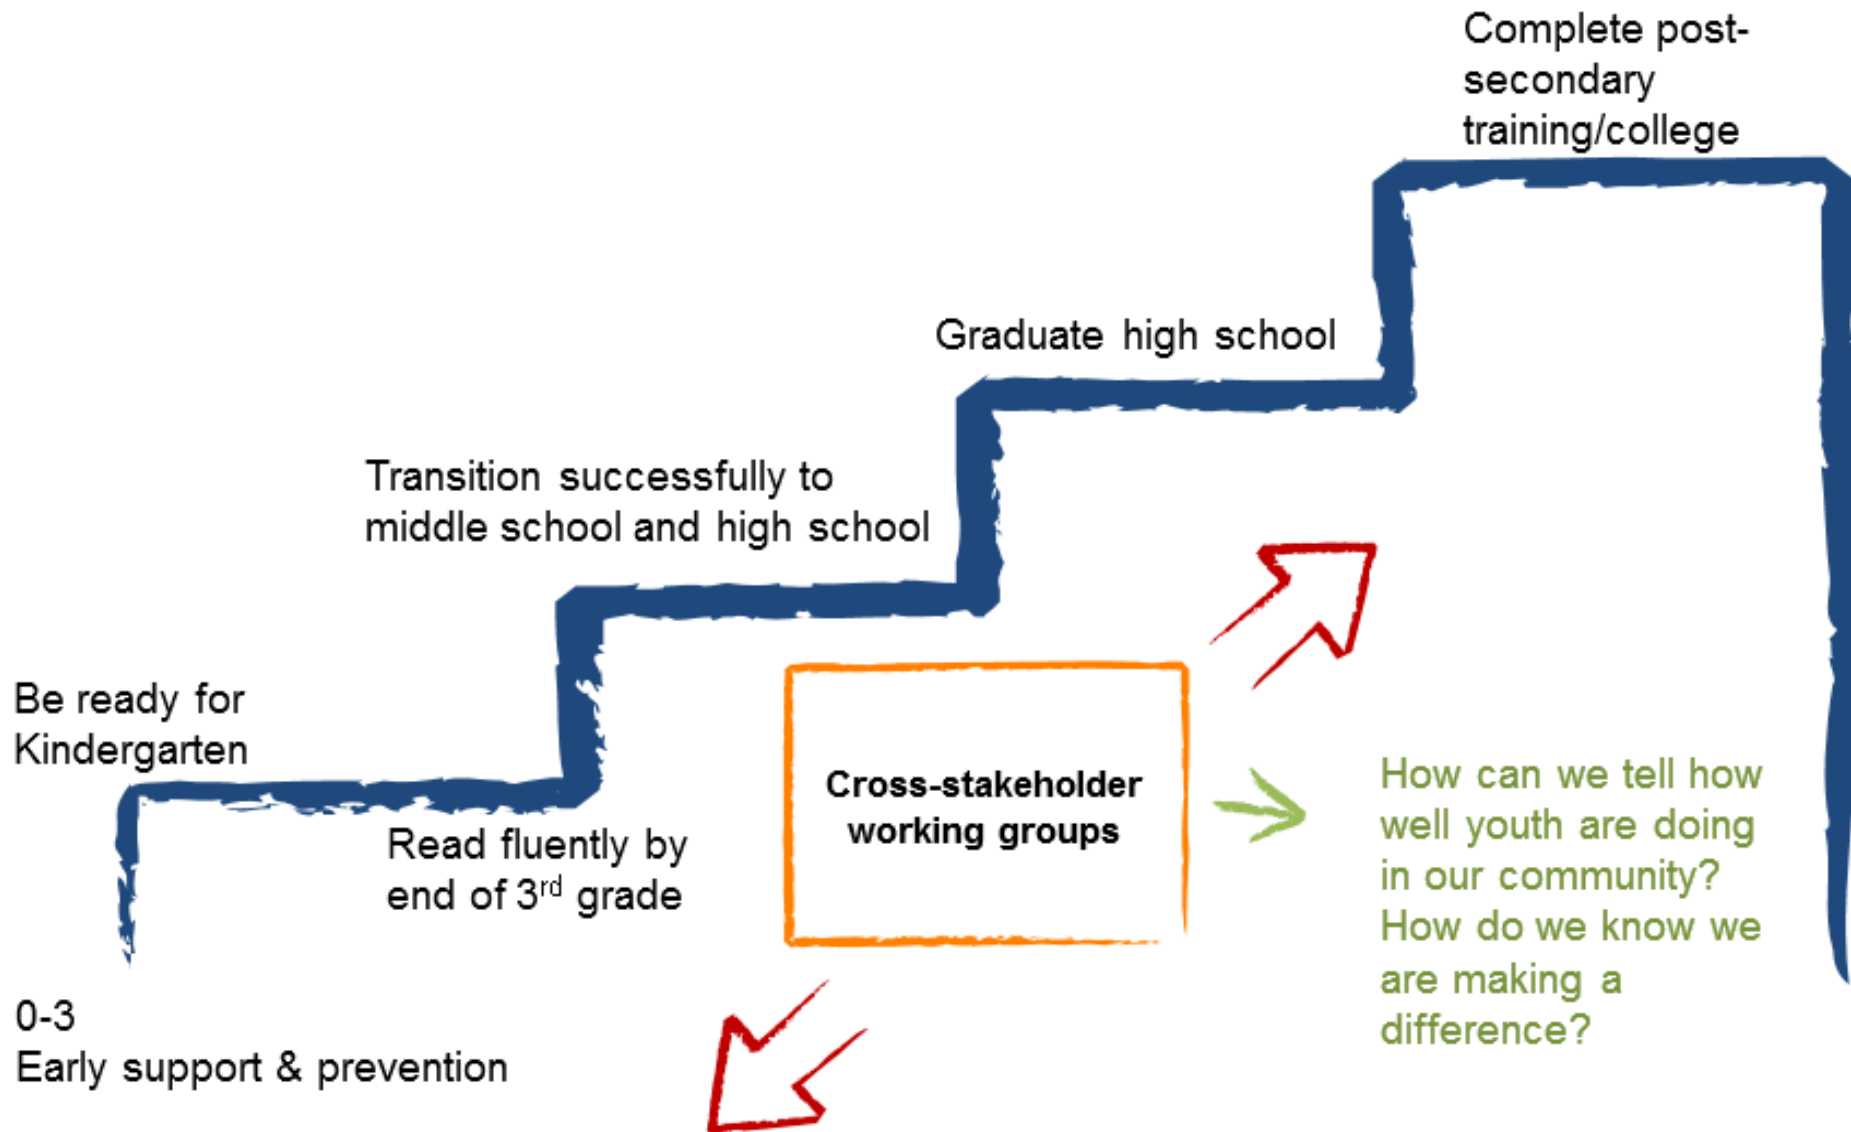 Complete post-
secondary
training/college
Graduate high school
Transition successfully to
middle school and high school
Be ready for
Kindergarten
Read fluently by
end of 3rd grade
Cross-stakeholder
working groups
How can we tell how
well youth are doing
in our community?
How do we know we
are making a
difference?
0-3
Early support & prevention